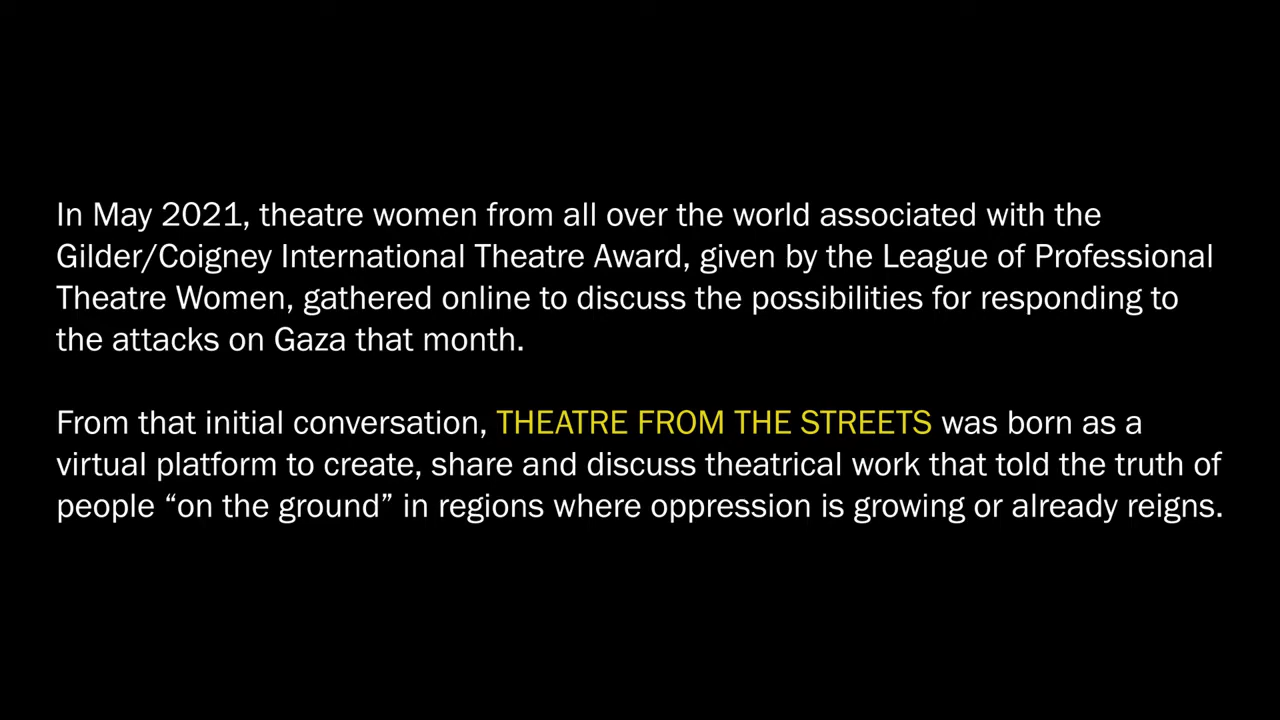 In May 2021, theatre women from all over the world associated with the
Gilder/Coigney International Theatre Award, given by the League of Professional
Theatre Women, gathered online to discuss the possibilities for responding to
the attacks on Gaza that month.
From that initial conversation, THEATRE FROM THE STREETS was born as a
virtual platform to create, share and discuss theatrical work that told the truth of
people “on the ground” in regions where oppression is growing or already reigns.